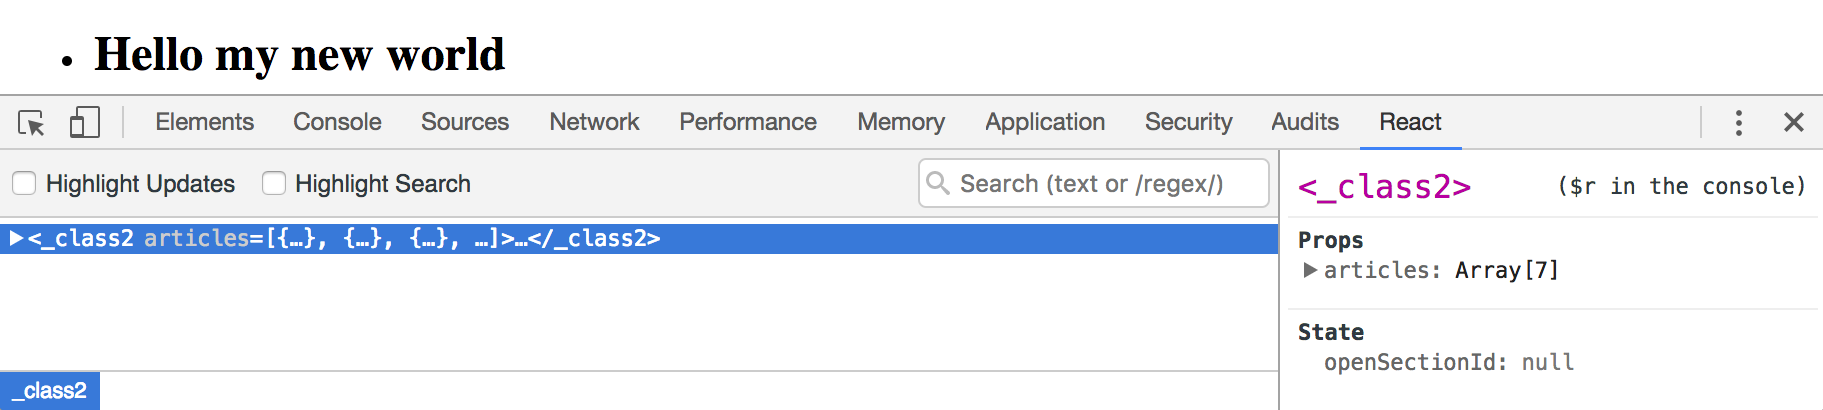 • Hello my new world
Elements Console Sources Network Performance Memory Application Security Audits React
Highlight Updates Highlight Search Search (text or /regex/)
<_class2 articles=[{…}, {…}, {…}, …]>…</_class2>
_class2
<_class2> ($r in the console)
Props
articles: Array[7]
State
openSectionId: null